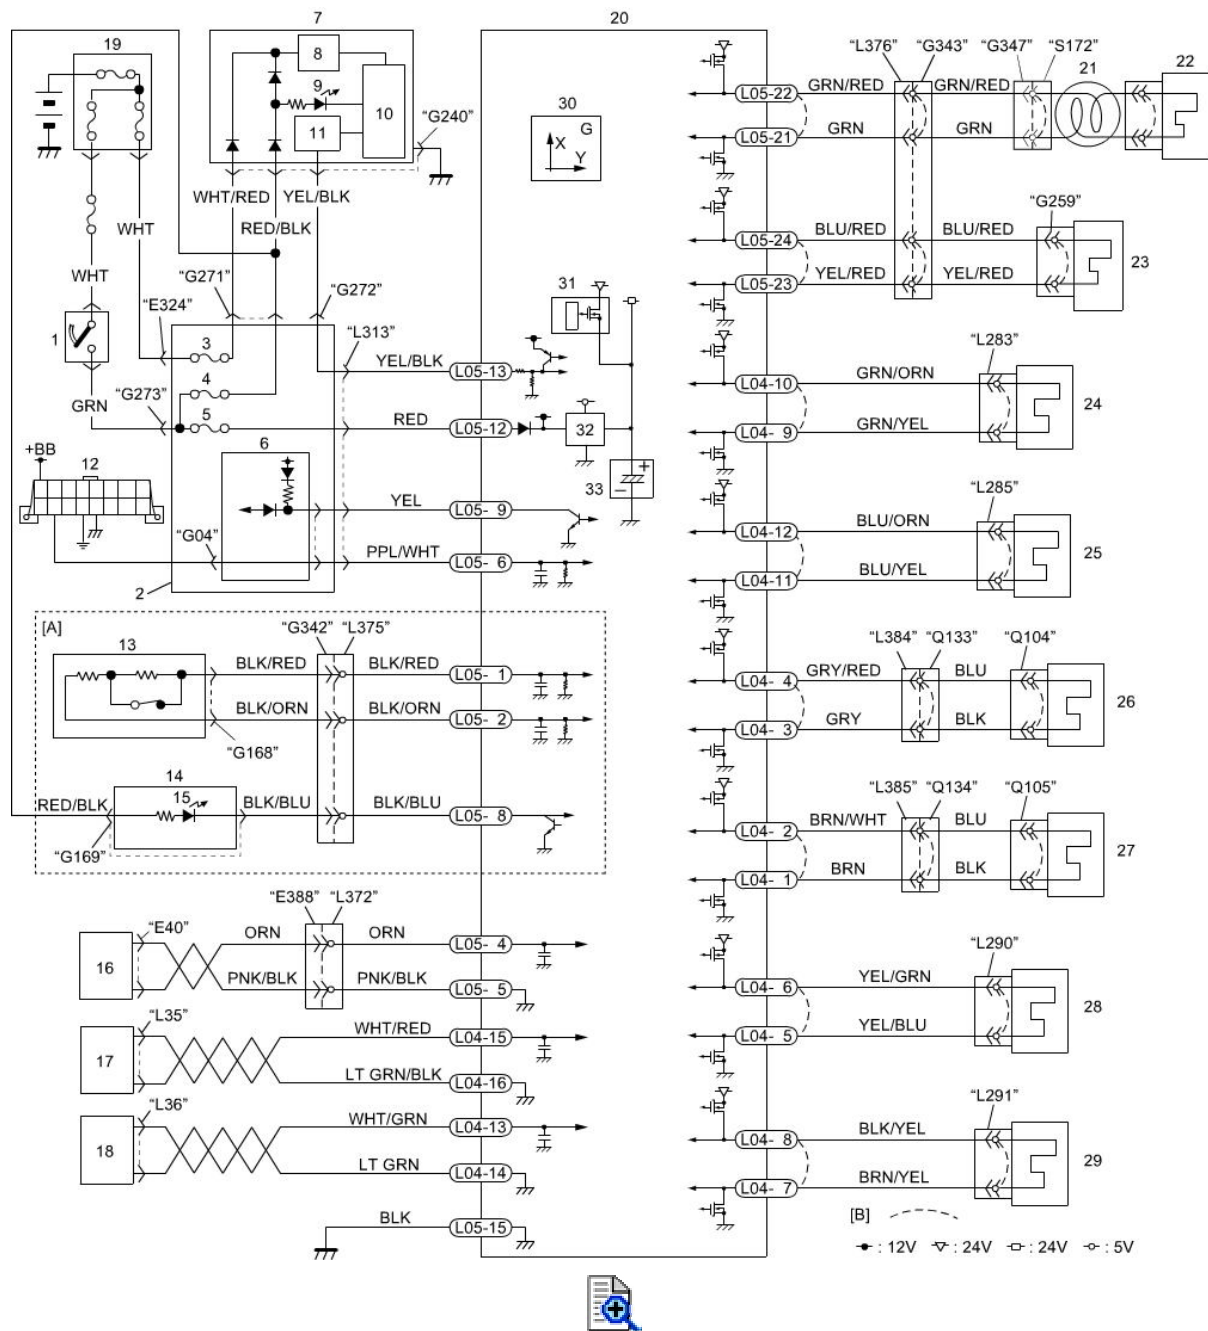 7
20
19
8
9
10
11
"G240"
WHT/RED
YEL/BLK
RED/BLK
WHT
WHT
"G271"
"G272"
"E324"
1
3
"L313"
YEL/BLK
L05-13
4
GRN
"G273"
5
RED
L05-12
6
+BB
12
YEL
L05- 9
"G04"
PPL/WHT
L05- 6
2
30
G
X
Y
31
32
33
+
−
[A]
13
"G342"
"L375"
BLK/RED
BLK/RED
L05- 1
BLK/ORN
BLK/ORN
L05- 2
"G168"
14
15
RED/BLK
BLK/BLU
BLK/BLU
L05- 8
"G169"
"E388"
"L372"
"E40"
16
ORN
ORN
L05- 4
PNK/BLK
PNK/BLK
L05- 5
"L35"
17
WHT/RED
L04-15
LT GRN/BLK
L04-16
"L36"
18
WHT/GRN
L04-13
LT GRN
L04-14
BLK
L05-15
"L376"
"G343"
"G347"
"S172"
21
22
L05-22
GRN/RED
GRN/RED
L05-21
GRN
GRN
"G259"
L05-24
BLU/RED
BLU/RED
23
L05-23
YEL/RED
YEL/RED
"L283"
L04-10
GRN/ORN
24
L04- 9
GRN/YEL
"L285"
L04-12
BLU/ORN
25
L04-11
BLU/YEL
"L384"
"Q133"
"Q104"
L04- 4
GRY/RED
BLU
26
L04- 3
GRY
BLK
"L385"
"Q134"
"Q105"
L04- 2
BRN/WHT
BLU
27
L04- 1
BRN
BLK
"L290"
L04- 6
YEL/GRN
28
L04- 5
YEL/BLU
"L291"
L04- 8
BLK/YEL
29
L04- 7
BRN/YEL
[B]
: 12V : 24V : 24V : 5V